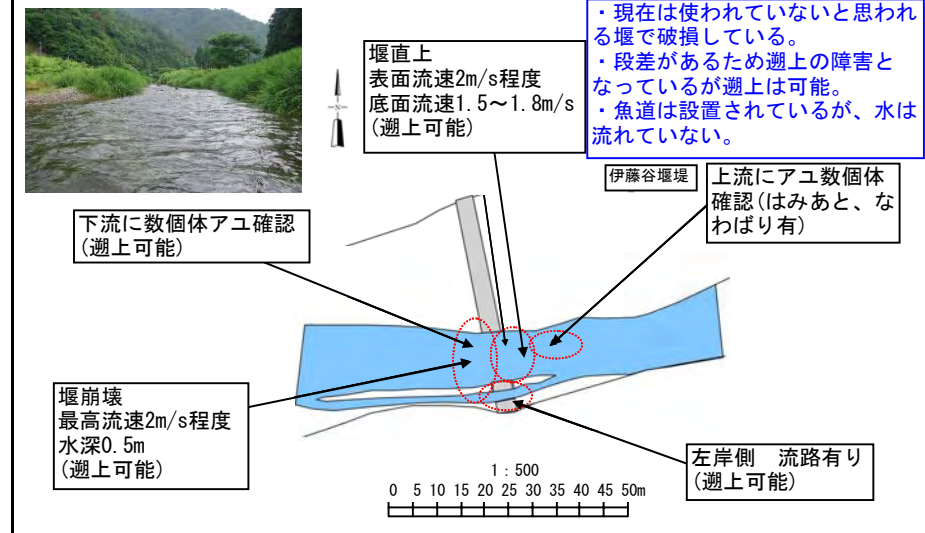 ・現在は使われていないと思われ
る堰で破損している。
・段差があるため遡上の障害と
なっているが遡上は可能。
・魚道は設置されているが、水は
流れていない。
堰直上
表面流速2m/s程度
底面流速1.5～1.8m/s
(遡上可能)
N
伊藤谷堰堤
上流にアユ数個体
確認(はみあと、な
わばり有)
下流に数個体アユ確認
(遡上可能)
堰崩壊
最高流速2m/s程度
水深0.5m
(遡上可能)
左岸側　流路有り
(遡上可能)
1：500
0 5 10 15 20 25 30 35 40 45 50m